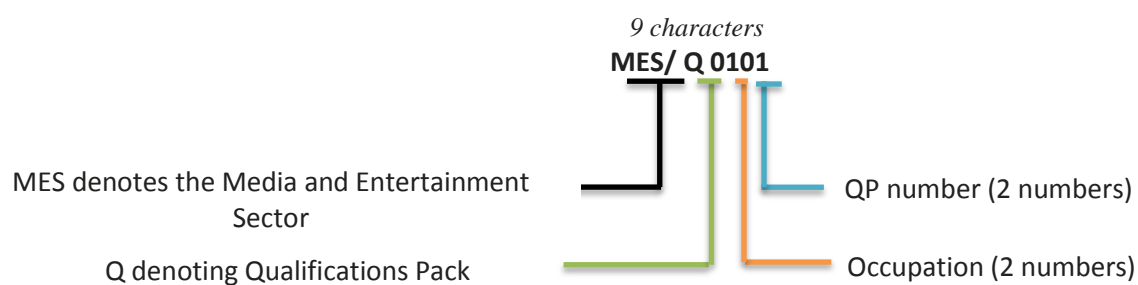 9 characters
MES/ Q 0101
MES denotes the Media and Entertainment
Sector
QP number (2 numbers)
Q denoting Qualifications Pack
Occupation (2 numbers)